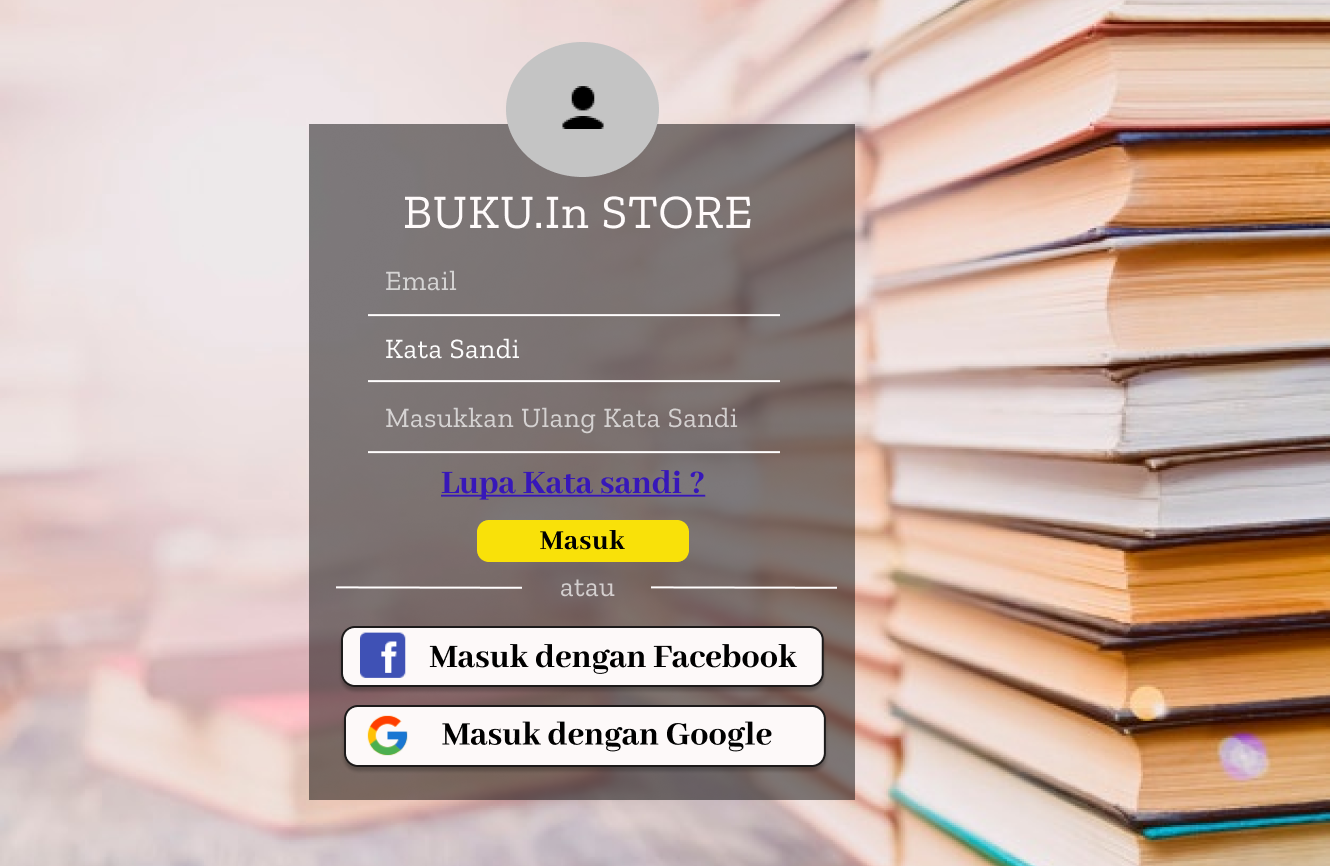 BUKU.In STORE
Email
Kata Sandi
Masukkan Ulang Kata Sandi
Lupa Kata sandi ?
Masuk
atau
Masuk dengan Facebook
Masuk dengan Google